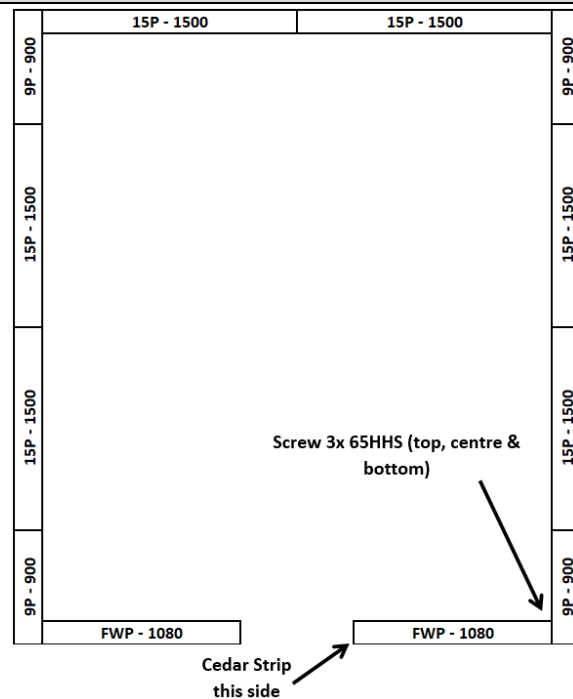 15P - 1500
15P - 1500
9P - 900
9P - 900
15P - 1500
15P - 1500
15P - 1500
15P - 1500
Screw 3x 65HHS (top, centre &
bottom)
9P - 900
9P - 900
FWP - 1080
FWP - 1080
Cedar Strip
this side